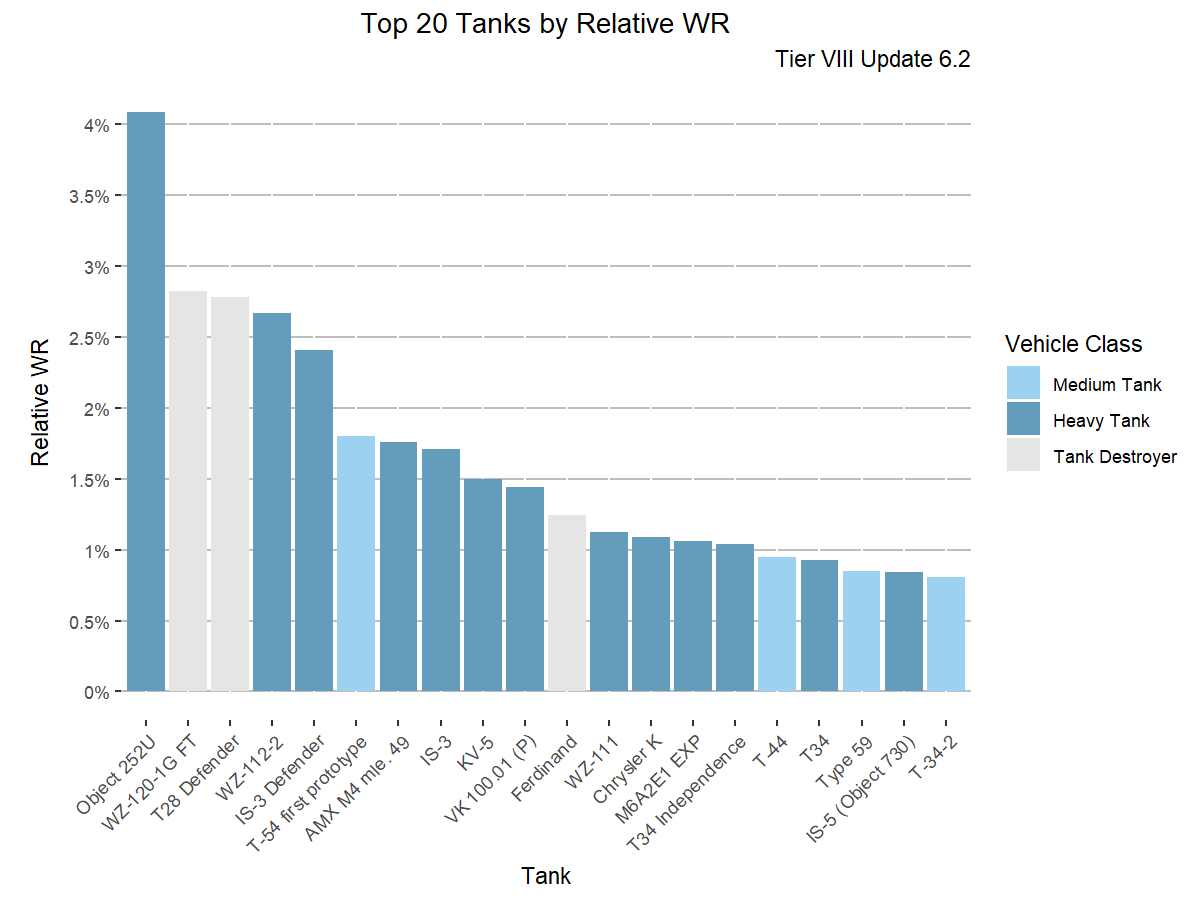 Top 20 Tanks by Relative WR
Tier VIII Update 6.2
4%
3.5%
3%
2.5%
2%
1.5%
1%
0.5%
0%
Relative WR
Object 252U
WZ-120-1G FT
T28 Defender
WZ-112-2
IS-3 Defender
T-54 first prototype
AMX M4 mle. 49
IS-3
KV-5
VK 100.01 (P)
Ferdinand
WZ-111
Chrysler K
M6A2E1 EXP
T34 Independence
T-44
T34
Type 59
IS-5 (Object 730)
T-34-2
Tank
Vehicle Class
Medium Tank
Heavy Tank
Tank Destroyer